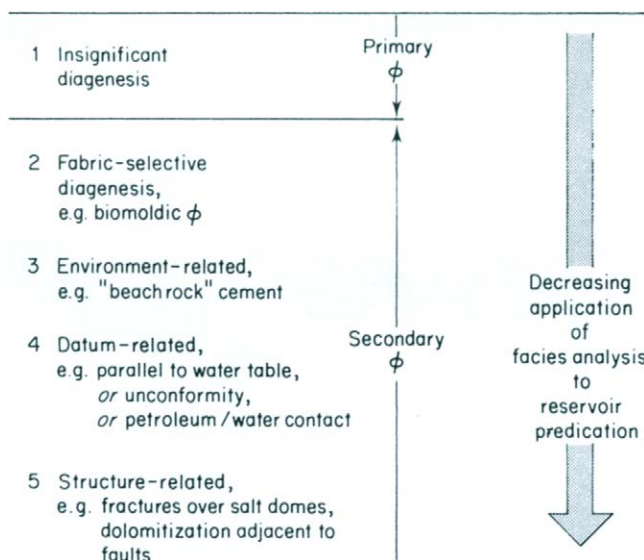 1 Insignificant
diagenesis
Primary
ϕ
2 Fabric-selective
diagenesis,
e.g. biomoldic ϕ
3 Environment-related,
e.g. "beach rock" cement
4 Datum-related,
e.g. parallel to water table,
or unconformity,
or petroleum/water contact
5 Structure-related,
e.g. fractures over salt domes,
dolomitization adjacent to
faults
Secondary
ϕ
Decreasing
application
of
facies analysis
to
reservoir
predication